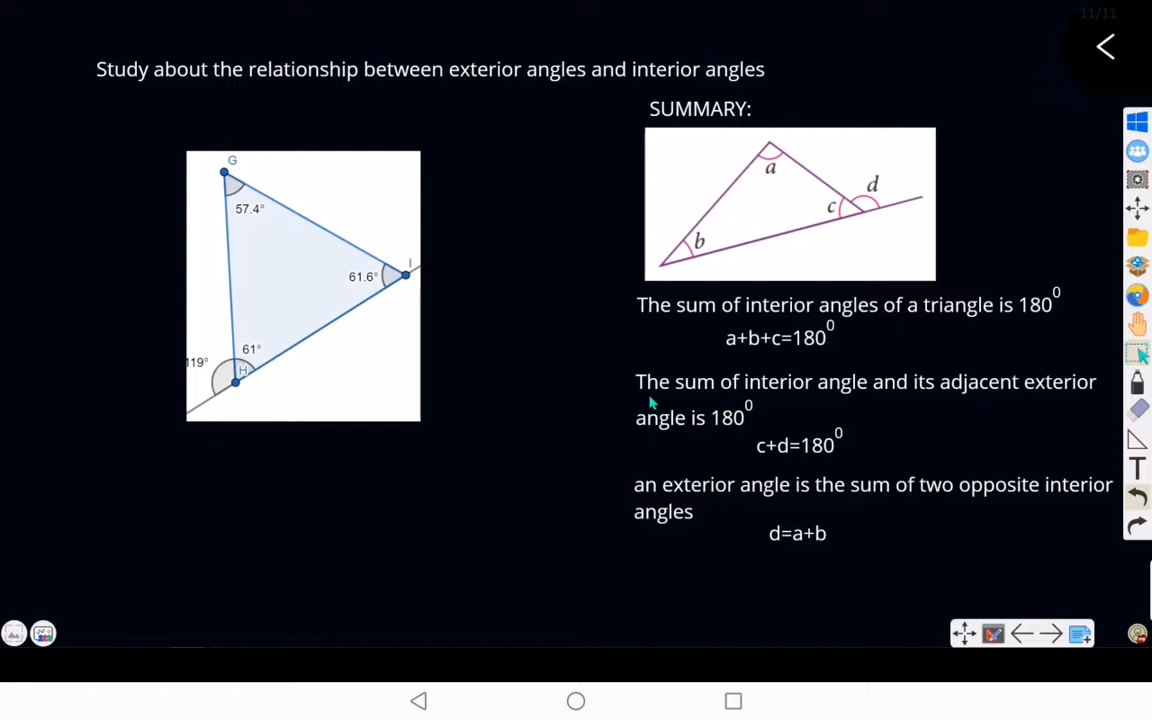 11/11
Study about the relationship between exterior angles and interior angles
SUMMARY:
G
57.4°
I
61.6°
61°
119°
H
a
d
c
b
The sum of interior angles of a triangle is 180⁰
a+b+c=180⁰
The sum of interior angle and its adjacent exterior
angle is 180⁰
c+d=180⁰
an exterior angle is the sum of two opposite interior
angles
d=a+b
T